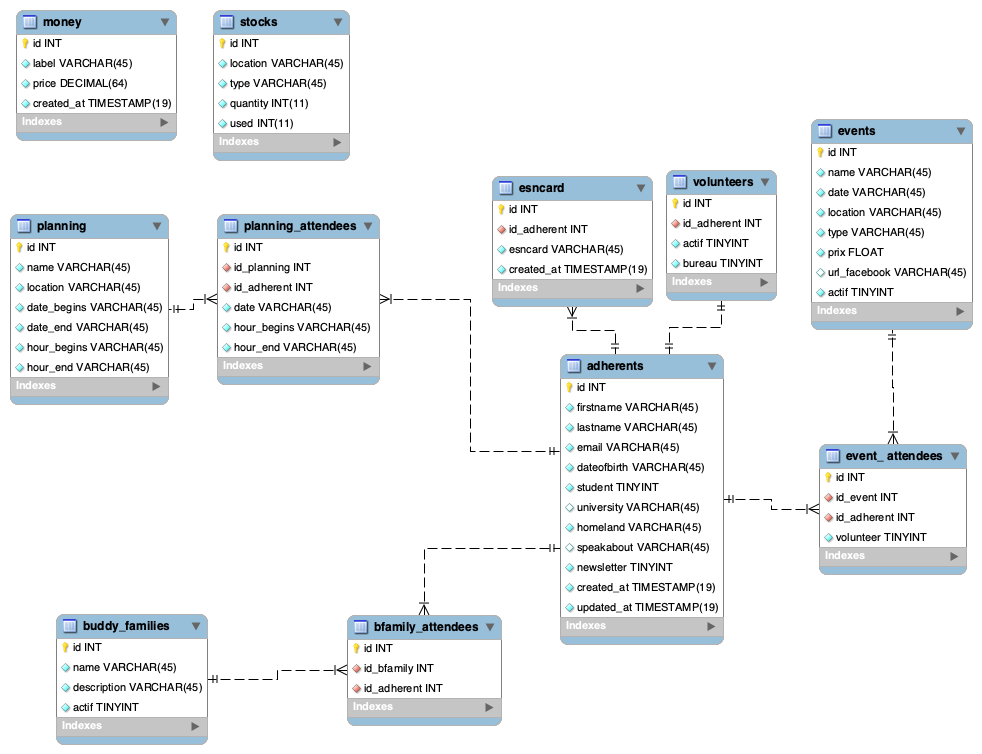 money
id INT
label VARCHAR(45)
price DECIMAL(64)
created_at TIMESTAMP(19)
Indexes
stocks
id INT
location VARCHAR(45)
type VARCHAR(45)
quantity INT(11)
used INT(11)
Indexes
events
id INT
name VARCHAR(45)
date VARCHAR(45)
location VARCHAR(45)
type VARCHAR(45)
prix FLOAT
url_facebook VARCHAR(45)
actif TINYINT
Indexes
esncard
id INT
id_adherent INT
esncard VARCHAR(45)
created_at TIMESTAMP(19)
Indexes
volunteers
id INT
id_adherent INT
actif TINYINT
bureau TINYINT
Indexes
planning
id INT
name VARCHAR(45)
location VARCHAR(45)
date_begins VARCHAR(45)
date_end VARCHAR(45)
hour_begins VARCHAR(45)
hour_end VARCHAR(45)
Indexes
planning_attendees
id INT
id_planning INT
id_adherent INT
date VARCHAR(45)
hour_begins VARCHAR(45)
hour_end VARCHAR(45)
Indexes
adherents
id INT
firstname VARCHAR(45)
lastname VARCHAR(45)
email VARCHAR(45)
dateofbirth VARCHAR(45)
student TINYINT
university VARCHAR(45)
homeland VARCHAR(45)
speakabout VARCHAR(45)
newsletter TINYINT
created_at TIMESTAMP(19)
updated_at TIMESTAMP(19)
Indexes
event_ attendees
id INT
id_event INT
id_adherent INT
volunteer TINYINT
Indexes
buddy_families
id INT
name VARCHAR(45)
description VARCHAR(45)
actif TINYINT
Indexes
bfamily_attendees
id INT
id_bfamily INT
id_adherent INT
Indexes